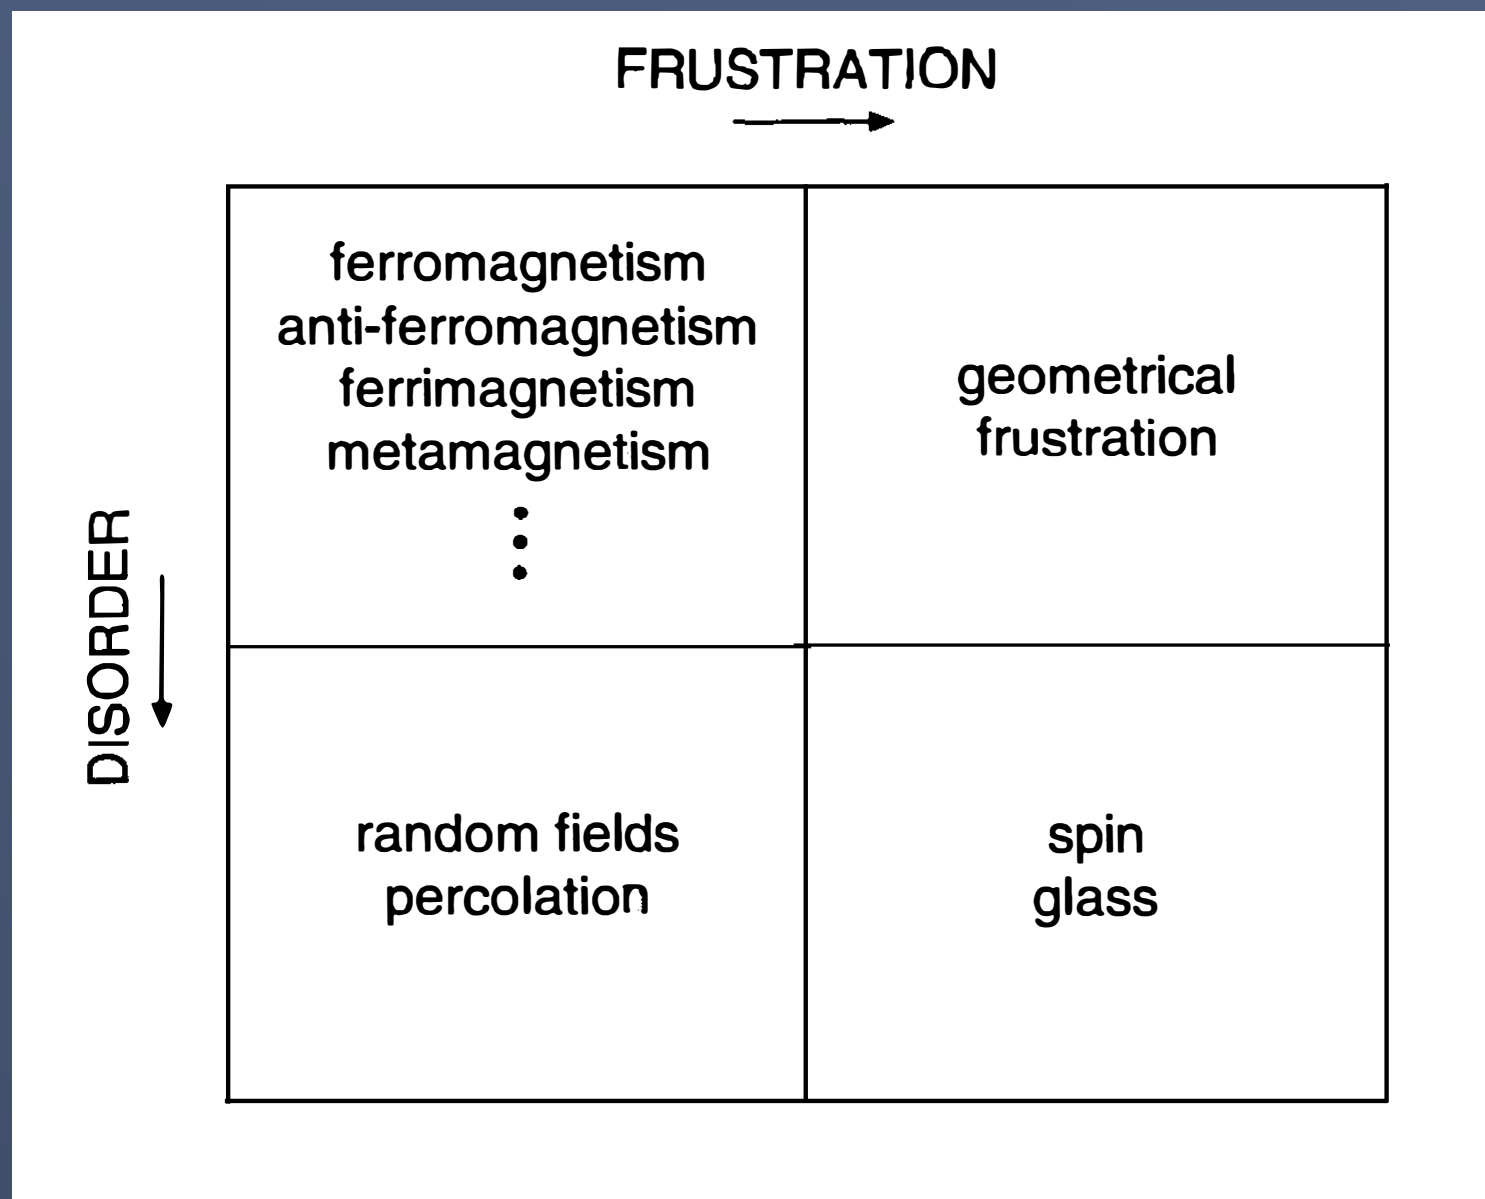 FRUSTRATION
ferromagnetism
anti-ferromagnetism
ferrimagnetism
metamagnetism
geometrical
frustration
DISORDER
random fields
percolation
spin
glass